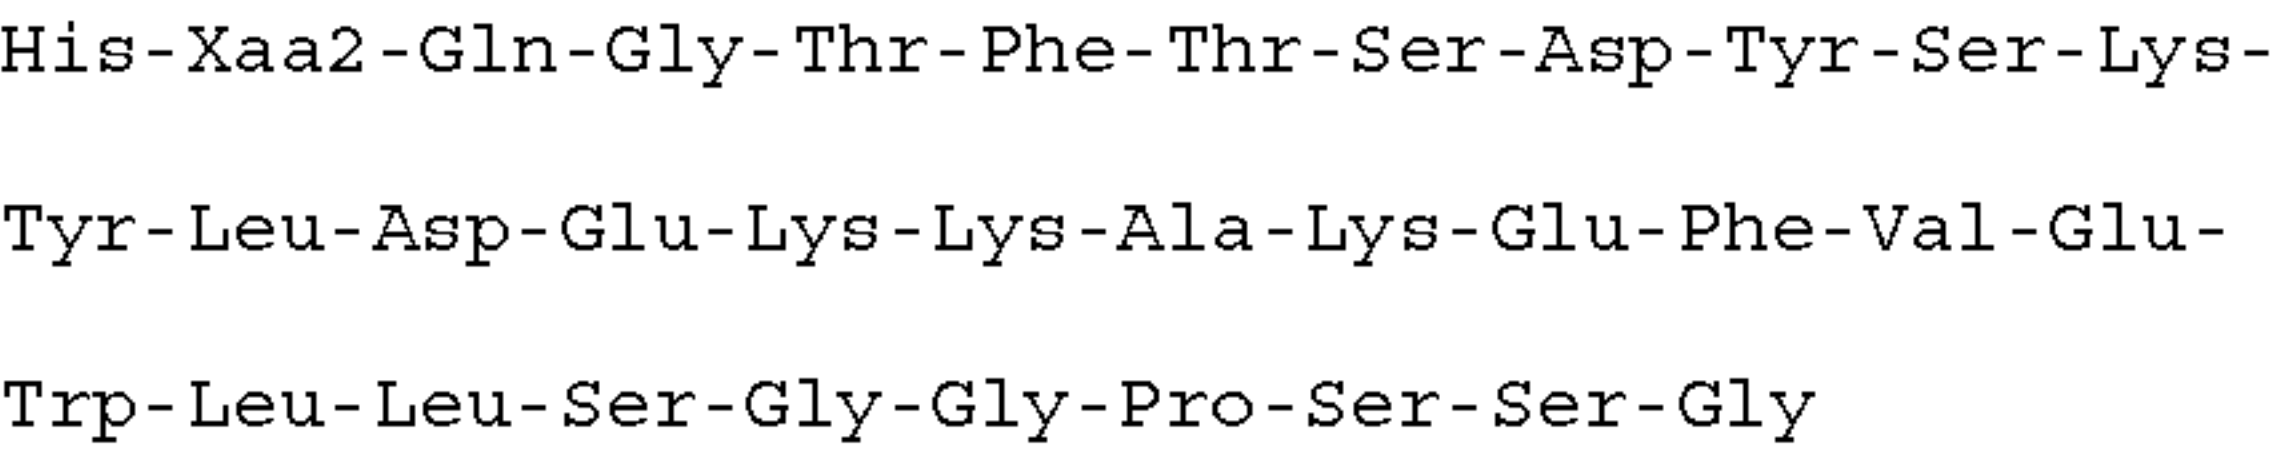 His-Xaa2-Gln-Gly-Thr-Phe-Thr-Ser-Asp-Tyr-Ser-Lys-
Tyr-Leu-Asp-Glu-Lys-Lys-Ala-Lys-Glu-Phe-Val-Glu-
Trp-Leu-Leu-Ser-Gly-Gly-Pro-Ser-Ser-Gly